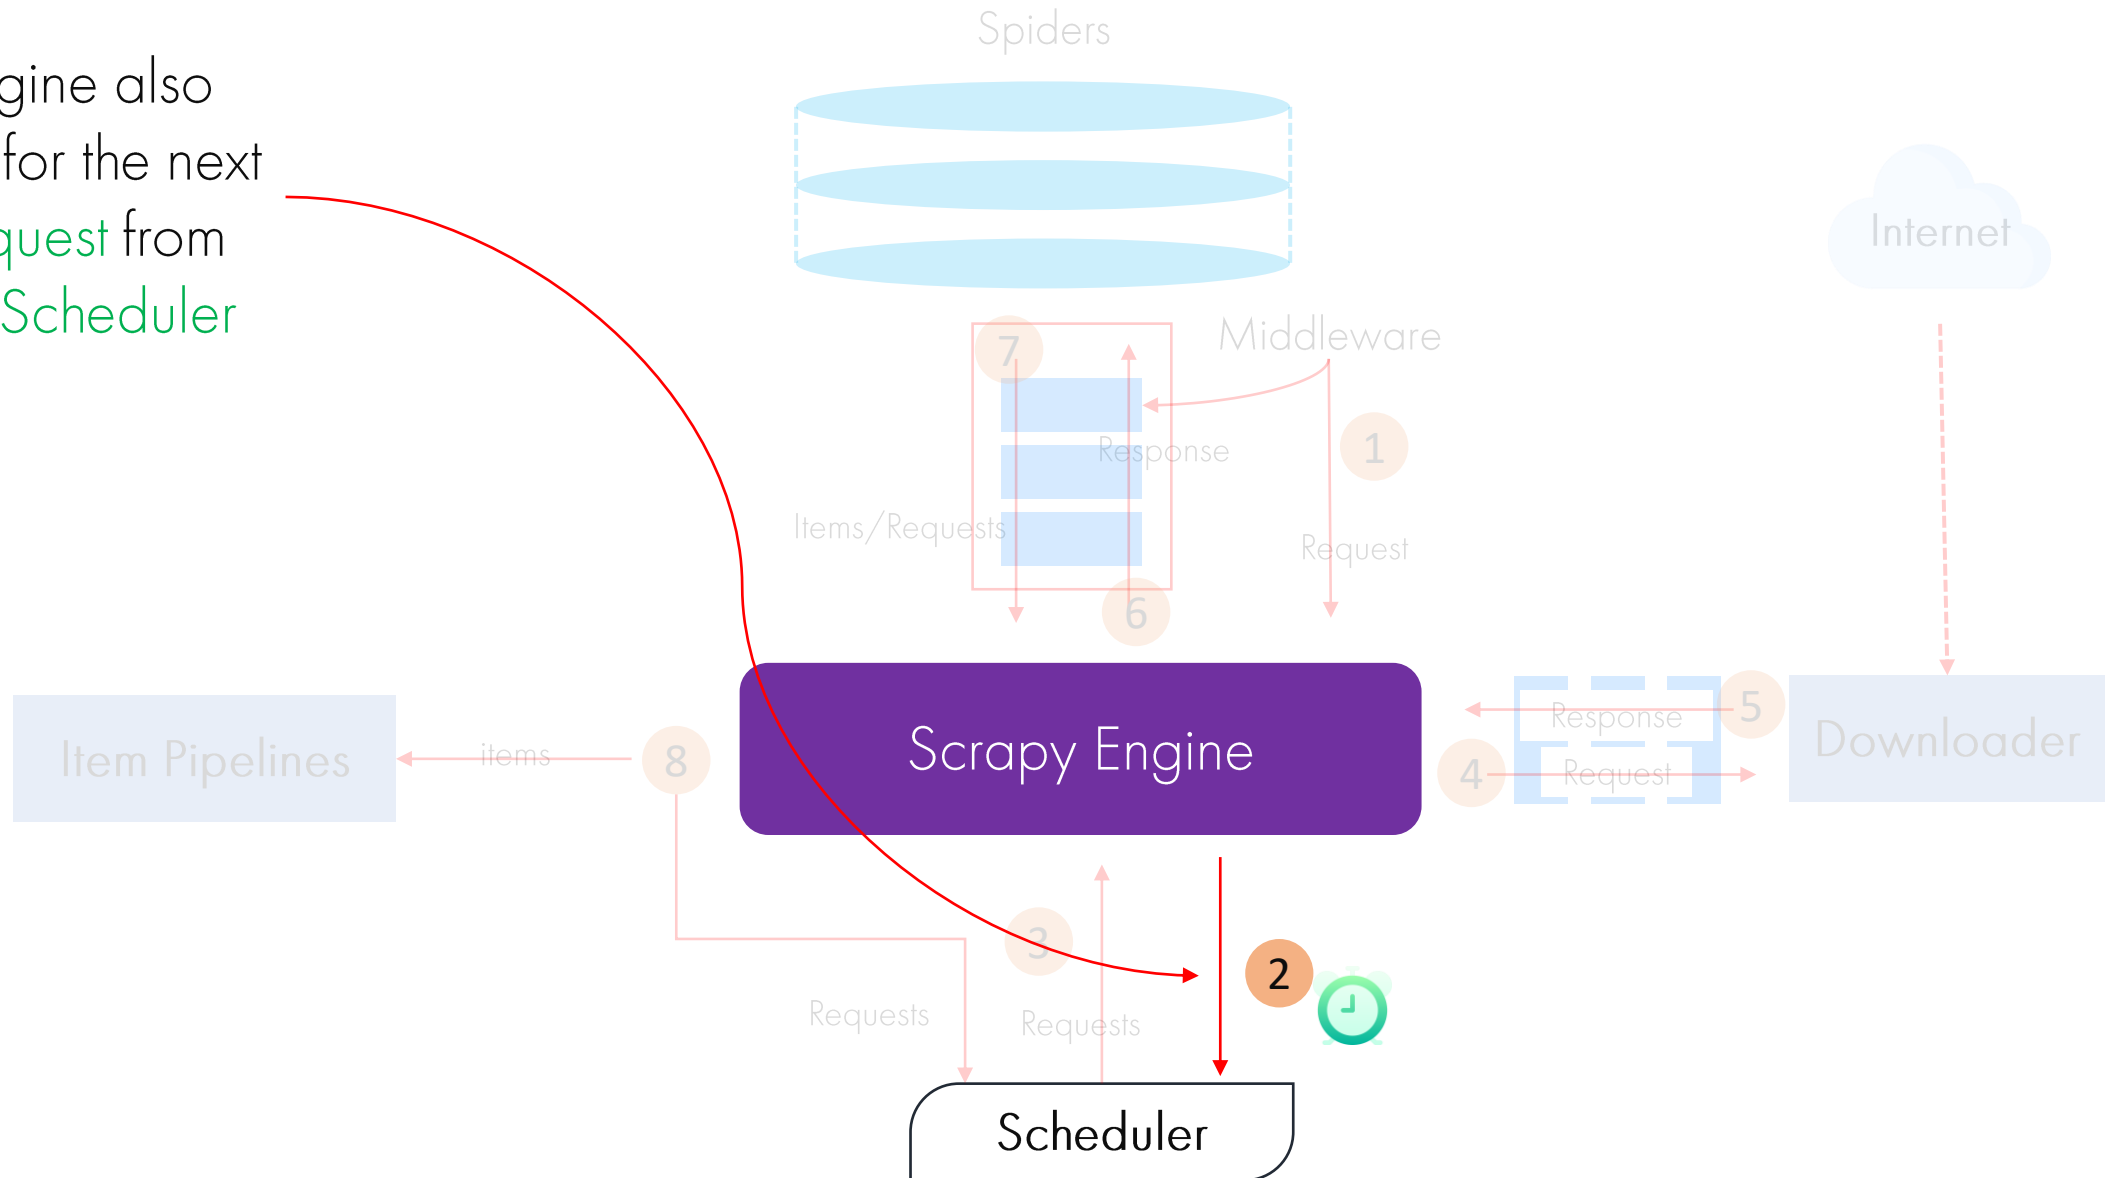 Spiders
gine also
for the next
quest from
Scheduler
Internet
7
Middleware
1
Response
Items/Requests
Request
6
Item Pipelines
items
8
Scrapy Engine
Response
5
4
Request
Downloader
3
2
Requests
Requests
Scheduler